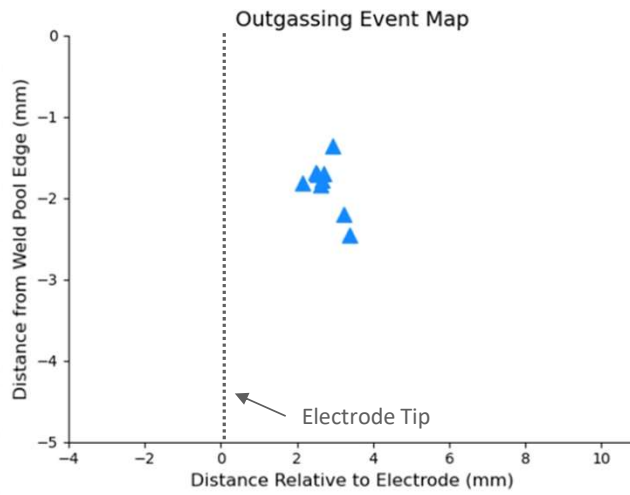 Outgassing Event Map
Distance from Weld Pool Edge (mm)
0
−1
−2
−3
−4
−5
Electrode Tip
−4 −2 0 2 4 6 8 10
Distance Relative to Electrode (mm)